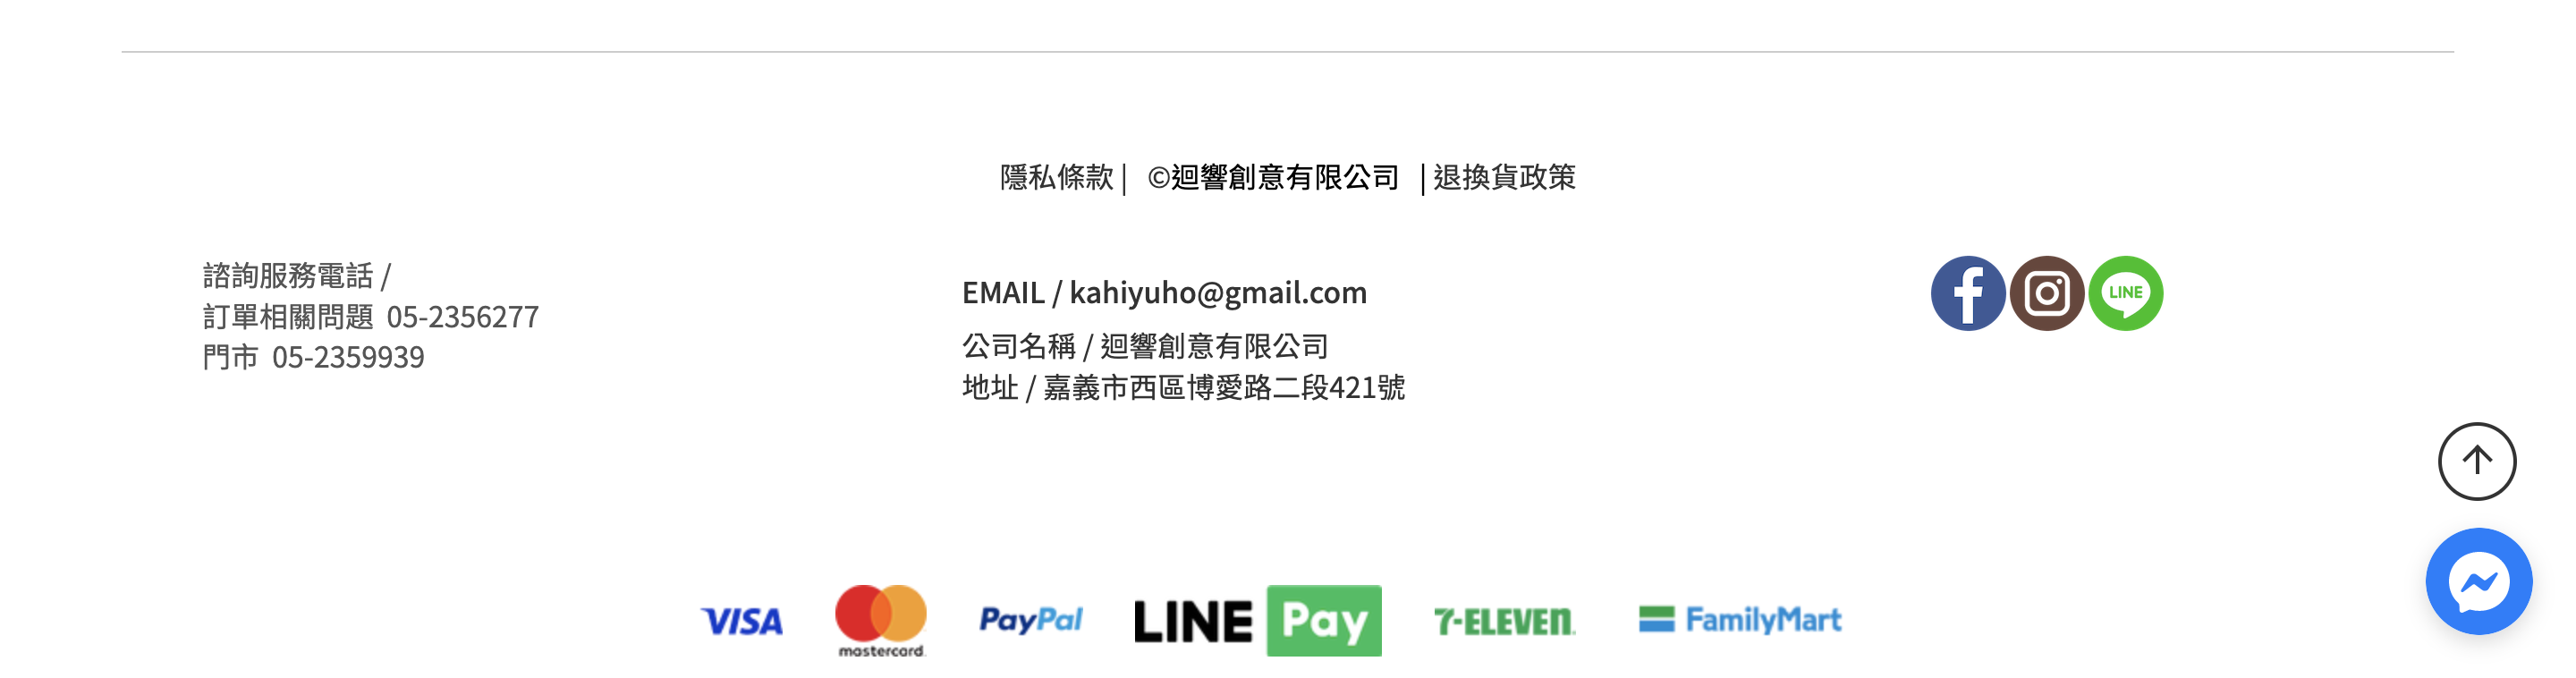 隱私條款 | ©迴響創意有限公司 | 退換貨政策
諮詢服務電話 /
訂單相關問題 05-2356277
門市 05-2359939
EMAIL / kahiyuho@gmail.com
公司名稱 / 迴響創意有限公司
地址 / 嘉義市西區博愛路二段421號
f
LINE
VISA
mastercard.
PayPal
LINE Pay
7-ELEVEN.
FamilyMart